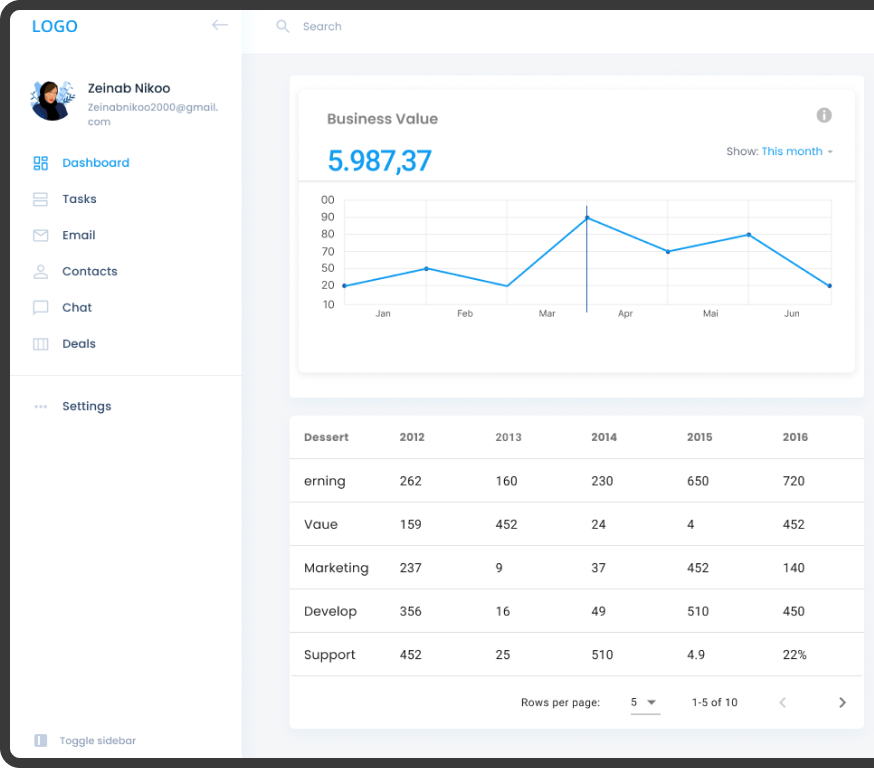 LOGO
Search
Zeinab Nikoo
Zeinabnikoo2000@gmail.
com
Dashboard
Tasks
Email
Contacts
Chat
Deals
Settings
Toggle sidebar
Business Value
5.987,37
Show: This month
00
90
80
70
50
20
10
Jan Feb Mar Apr Mai Jun
Dessert 2012 2013 2014 2015 2016
erning 262 160 230 650 720
Vaue 159 452 24 4 452
Marketing 237 9 37 452 140
Develop 356 16 49 510 450
Support 452 25 510 4.9 22%
Rows per page: 5 1-5 of 10